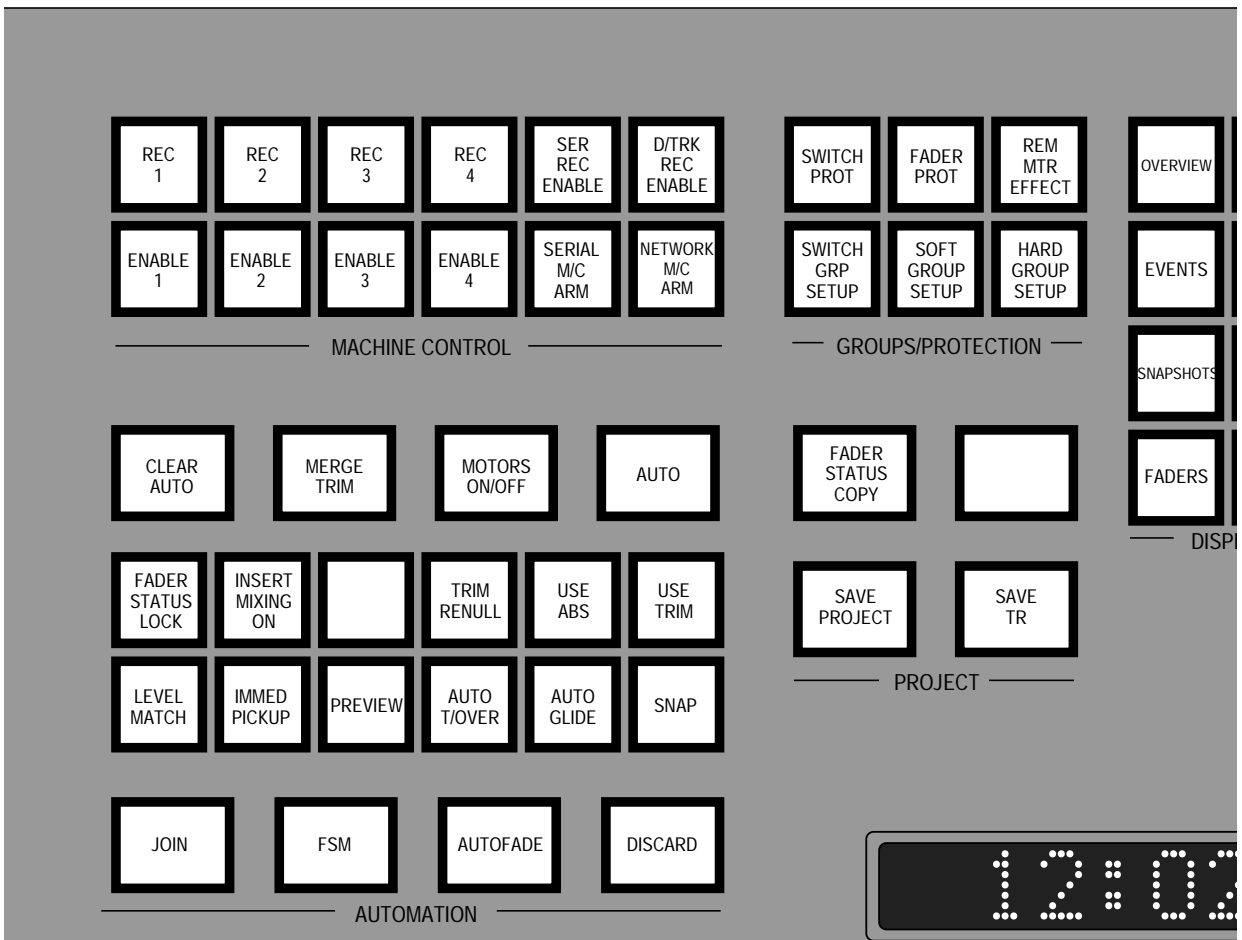 REC
1
REC
2
REC
3
REC
4
SER
REC
ENABLE
D/TRK
REC
ENABLE
ENABLE
1
ENABLE
2
ENABLE
3
ENABLE
4
SERIAL
M/C
ARM
NETWORK
M/C
ARM
MACHINE CONTROL
SWITCH
PROT
FADER
PROT
REM
MTR
EFFECT
SWITCH
GRP
SETUP
SOFT
GROUP
SETUP
HARD
GROUP
SETUP
GROUPS/PROTECTION
OVERVIEW
EVENTS
SNAPSHOTS
FADERS
DISP
CLEAR
AUTO
MERGE
TRIM
MOTORS
ON/OFF
AUTO
FADER
STATUS
COPY
FADER
STATUS
LOCK
INSERT
MIXING
ON
TRIM
RENULL
USE
ABS
USE
TRIM
LEVEL
MATCH
IMMED
PICKUP
PREVIEW
AUTO
T/OVER
AUTO
GLIDE
SNAP
SAVE
PROJECT
SAVE
TR
PROJECT
JOIN
FSM
AUTOFADE
DISCARD
AUTOMATION
12:02